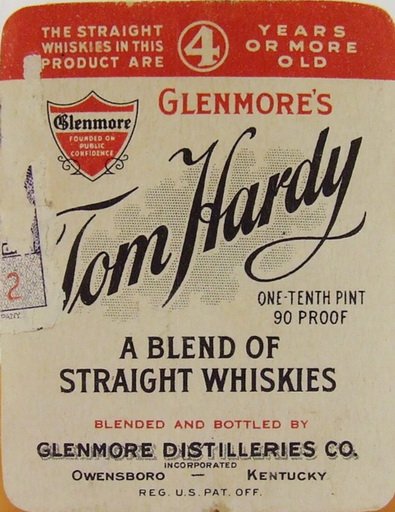 THE STRAIGHT
WHISKIES IN THIS
PRODUCT ARE
4
YEARS
OR MORE
OLD
Glenmore
FOUNDED ON
PUBLIC
CONFIDENCE
GLENMORE'S
Tom Hardy
ONE-TENTH PINT
90 PROOF
2
A BLEND OF
STRAIGHT WHISKIES
BLENDED AND BOTTLED BY
GLENMORE DISTILLERIES CO.
INCORPORATED
OWENSBORO — KENTUCKY
REG. U.S. PAT. OFF.